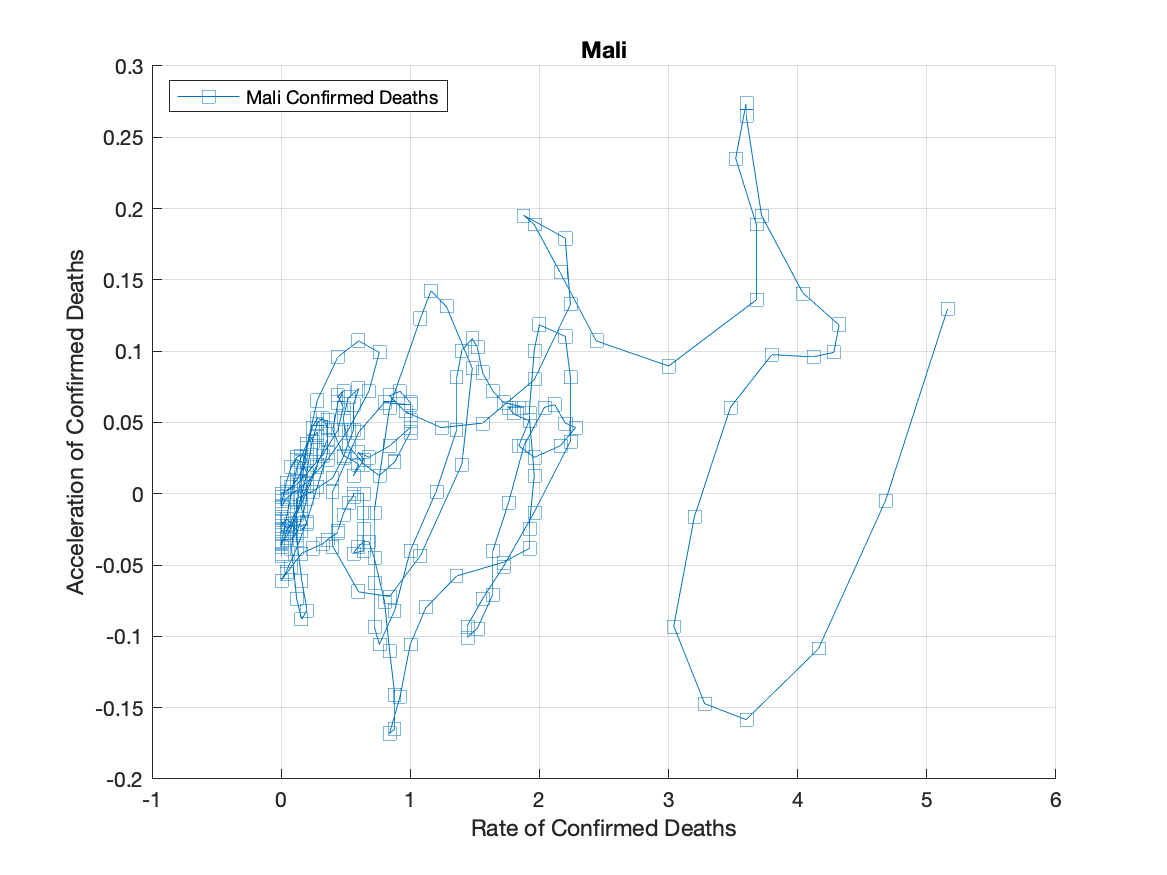 Mali
Mali Confirmed Deaths
0.3
0.25
0.2
0.15
0.1
0.05
0
-0.05
-0.1
-0.15
-0.2
Acceleration of Confirmed Deaths
-1 0 1 2 3 4 5 6
Rate of Confirmed Deaths